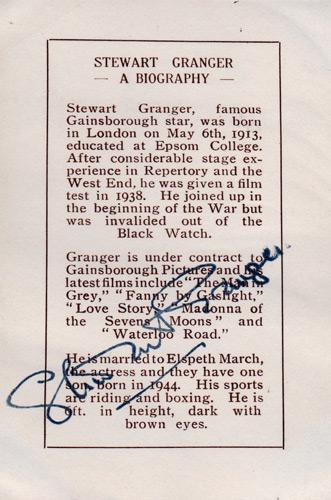 STEWART GRANGER
— A BIOGRAPHY —
Stewart Granger, famous
Gainsborough star, was born
in London on May 6th, 1913,
educated at Epsom College.
After considerable stage ex-
perience in Repertory and the
West End, he was given a film
test in 1938. He joined up in
the beginning of the War but
was invalided out of the
Black Watch.
Granger is under contract to
Gainsborough Pictures and his
latest films include "The Man in
Grey," "Fanny by Gaslight,"
"Love Story," "Madonna of
the Sevens Moons" and
"Waterloo Road."
He is married to Elspeth March,
the actress and they have one
son born in 1944. His sports
are riding and boxing. He is
6ft. in height, dark with
brown eyes.
Stewart Granger.